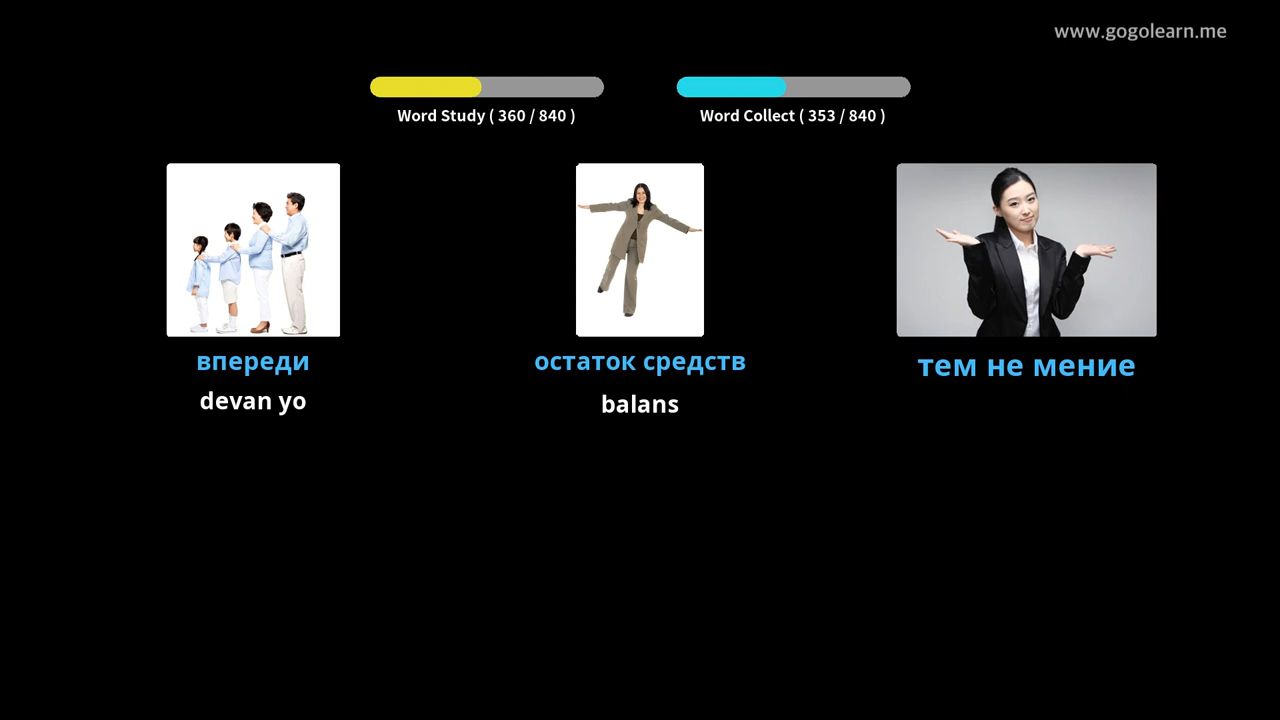 www.gogolearn.me
Word Study ( 360 / 840 )
Word Collect ( 353 / 840 )
впереди
devan yo
остаток средств
balans
тем не мение